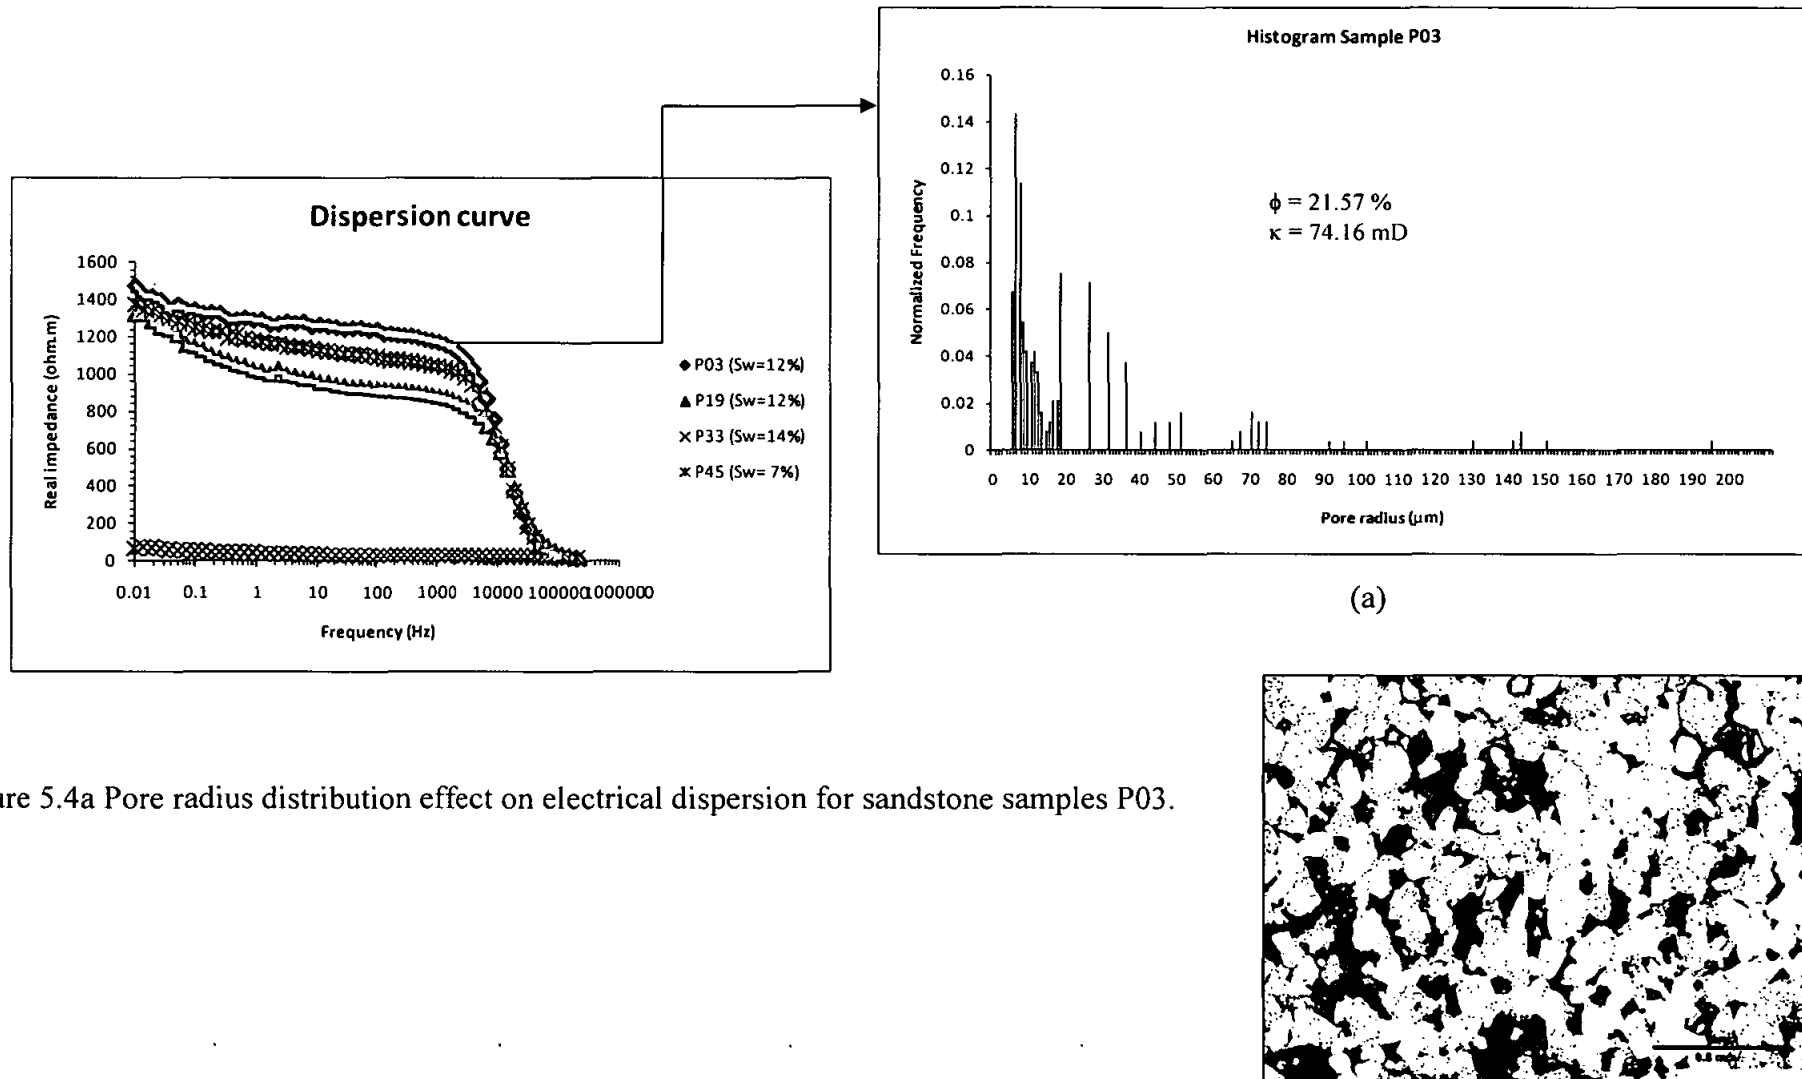 Histogram Sample P03
0.16
0.14
0.12
0.1
0.08
0.06
0.04
0.02
0
Normalized Frequency
ϕ = 21.57 %
κ = 74.16 mD
0 10 20 30 40 50 60 70 80 90 100 110 120 130 140 150 160 170 180 190 200
Pore radius (μm)
(a)
Dispersion curve
1600
1400
1200
1000
800
600
400
200
0
Real impedance (ohm.m)
0.01 0.1 1 10 100 1000 10000 100000 1000000
Frequency (Hz)
P03 (Sw=12%)
P19 (Sw=12%)
P33 (Sw=14%)
P45 (Sw= 7%)
ure 5.4a Pore radius distribution effect on electrical dispersion for sandstone samples P03.